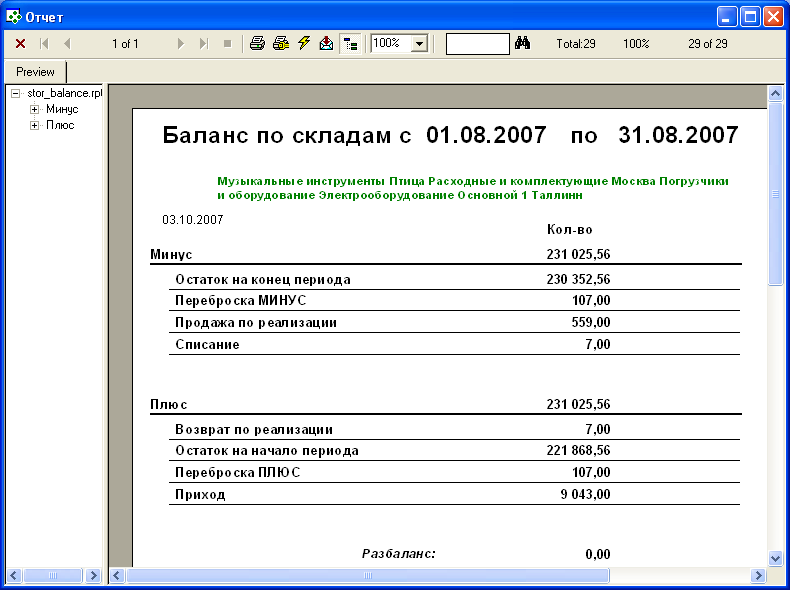 Отчет
1 of 1
100%
Total:29
100%
29 of 29
Preview
stor_balance.rpt
Минус
Плюс
Баланс по складам с 01.08.2007 по 31.08.2007
Музыкальные инструменты Птица Расходные и комплектующие Москва Погрузчики
и оборудование Электрооборудование Основной 1 Таллинн
03.10.2007
Кол-во
Минус 231 025,56
Остаток на конец периода 230 352,56
Переброска МИНУС 107,00
Продажа по реализации 559,00
Списание 7,00
Плюс 231 025,56
Возврат по реализации 7,00
Остаток на начало периода 221 868,56
Переброска ПЛЮС 107,00
Приход 9 043,00
Разбаланс: 0,00